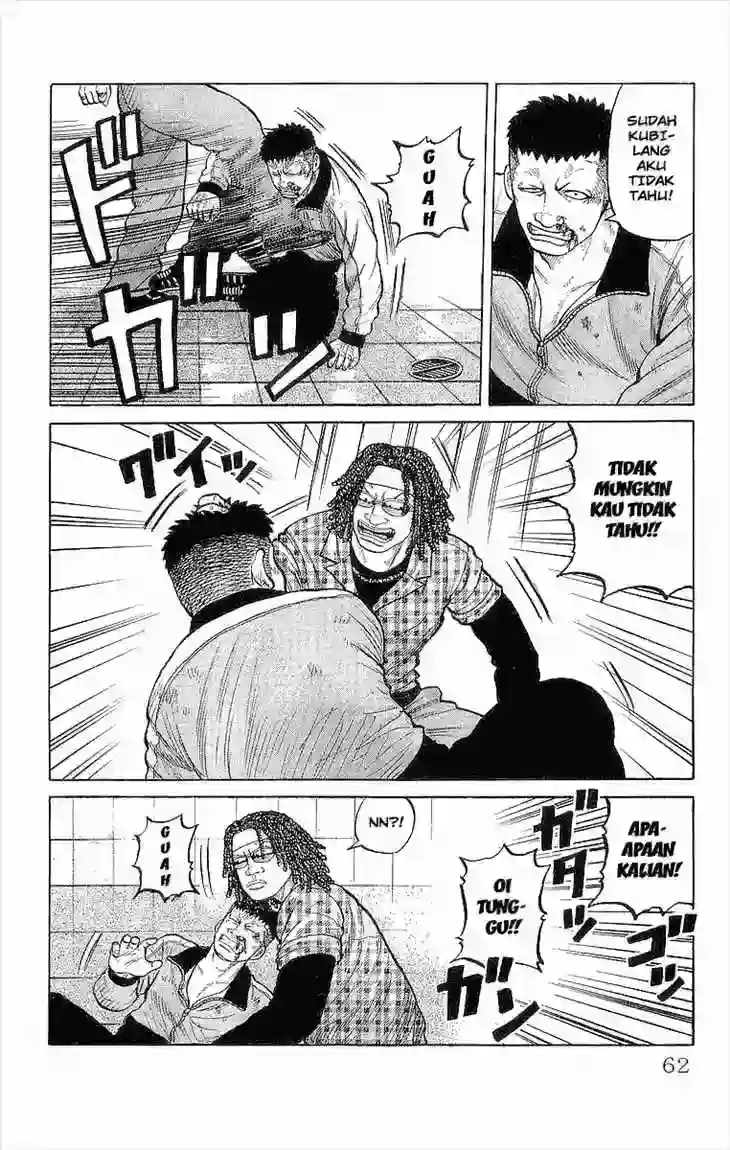 SUDAH
KUBI-
LANG
AKU
TIDAK
TAHU!
GUAH
ドガガッ
TIDAK
MUNGKIN
KAU TIDAK
TAHU!!
グイッ
APA-
APAAN
KALIAN!
ガタッ
ゴッ
OI
TUNG-
GU!!
ガン
NN?!
GUAH
62